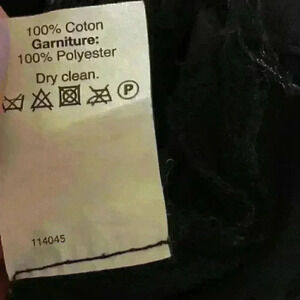 100% Coton
Garniture:
100% Polyester
Dry clean.
P
114045